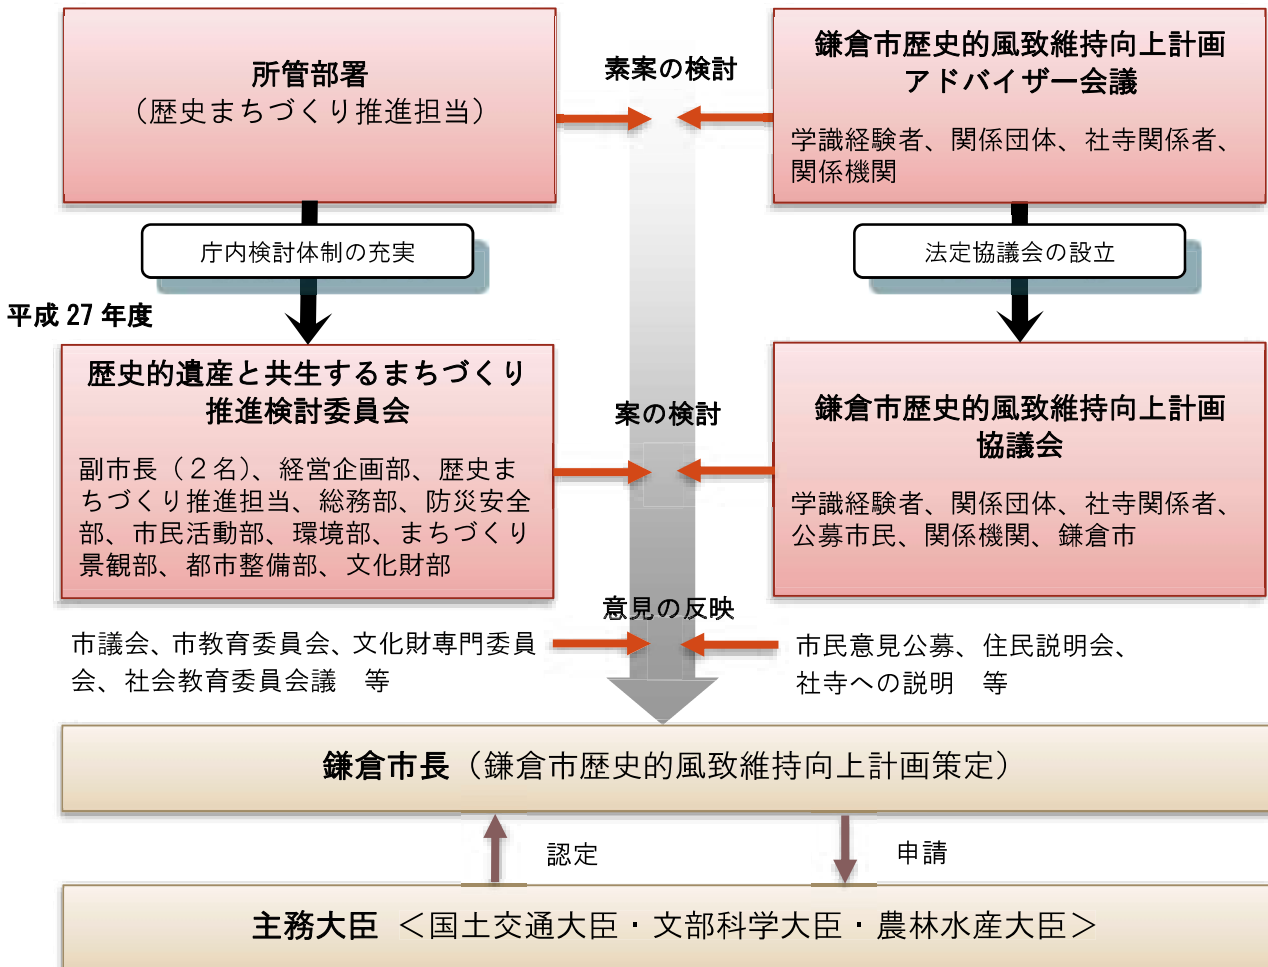 所管部署
（歴史まちづくり推進担当）
素案の検討
鎌倉市歴史的風致維持向上計画
アドバイザー会議
学識経験者、関係団体、社寺関係者、
関係機関
庁内検討体制の充実
法定協議会の設立
平成 27 年度
歴史的遺産と共生するまちづくり
推進検討委員会
副市長（２名）、経営企画部、歴史ま
ちづくり推進担当、総務部、防災安全
部、市民活動部、環境部、まちづくり
景観部、都市整備部、文化財部
案の検討
鎌倉市歴史的風致維持向上計画
協議会
学識経験者、関係団体、社寺関係者、
公募市民、関係機関、鎌倉市
意見の反映
市議会、市教育委員会、文化財専門委員
会、社会教育委員会議　等
市民意見公募、住民説明会、
社寺への説明　等
鎌倉市長（鎌倉市歴史的風致維持向上計画策定）
認定
申請
主務大臣 ＜国土交通大臣・文部科学大臣・農林水産大臣＞